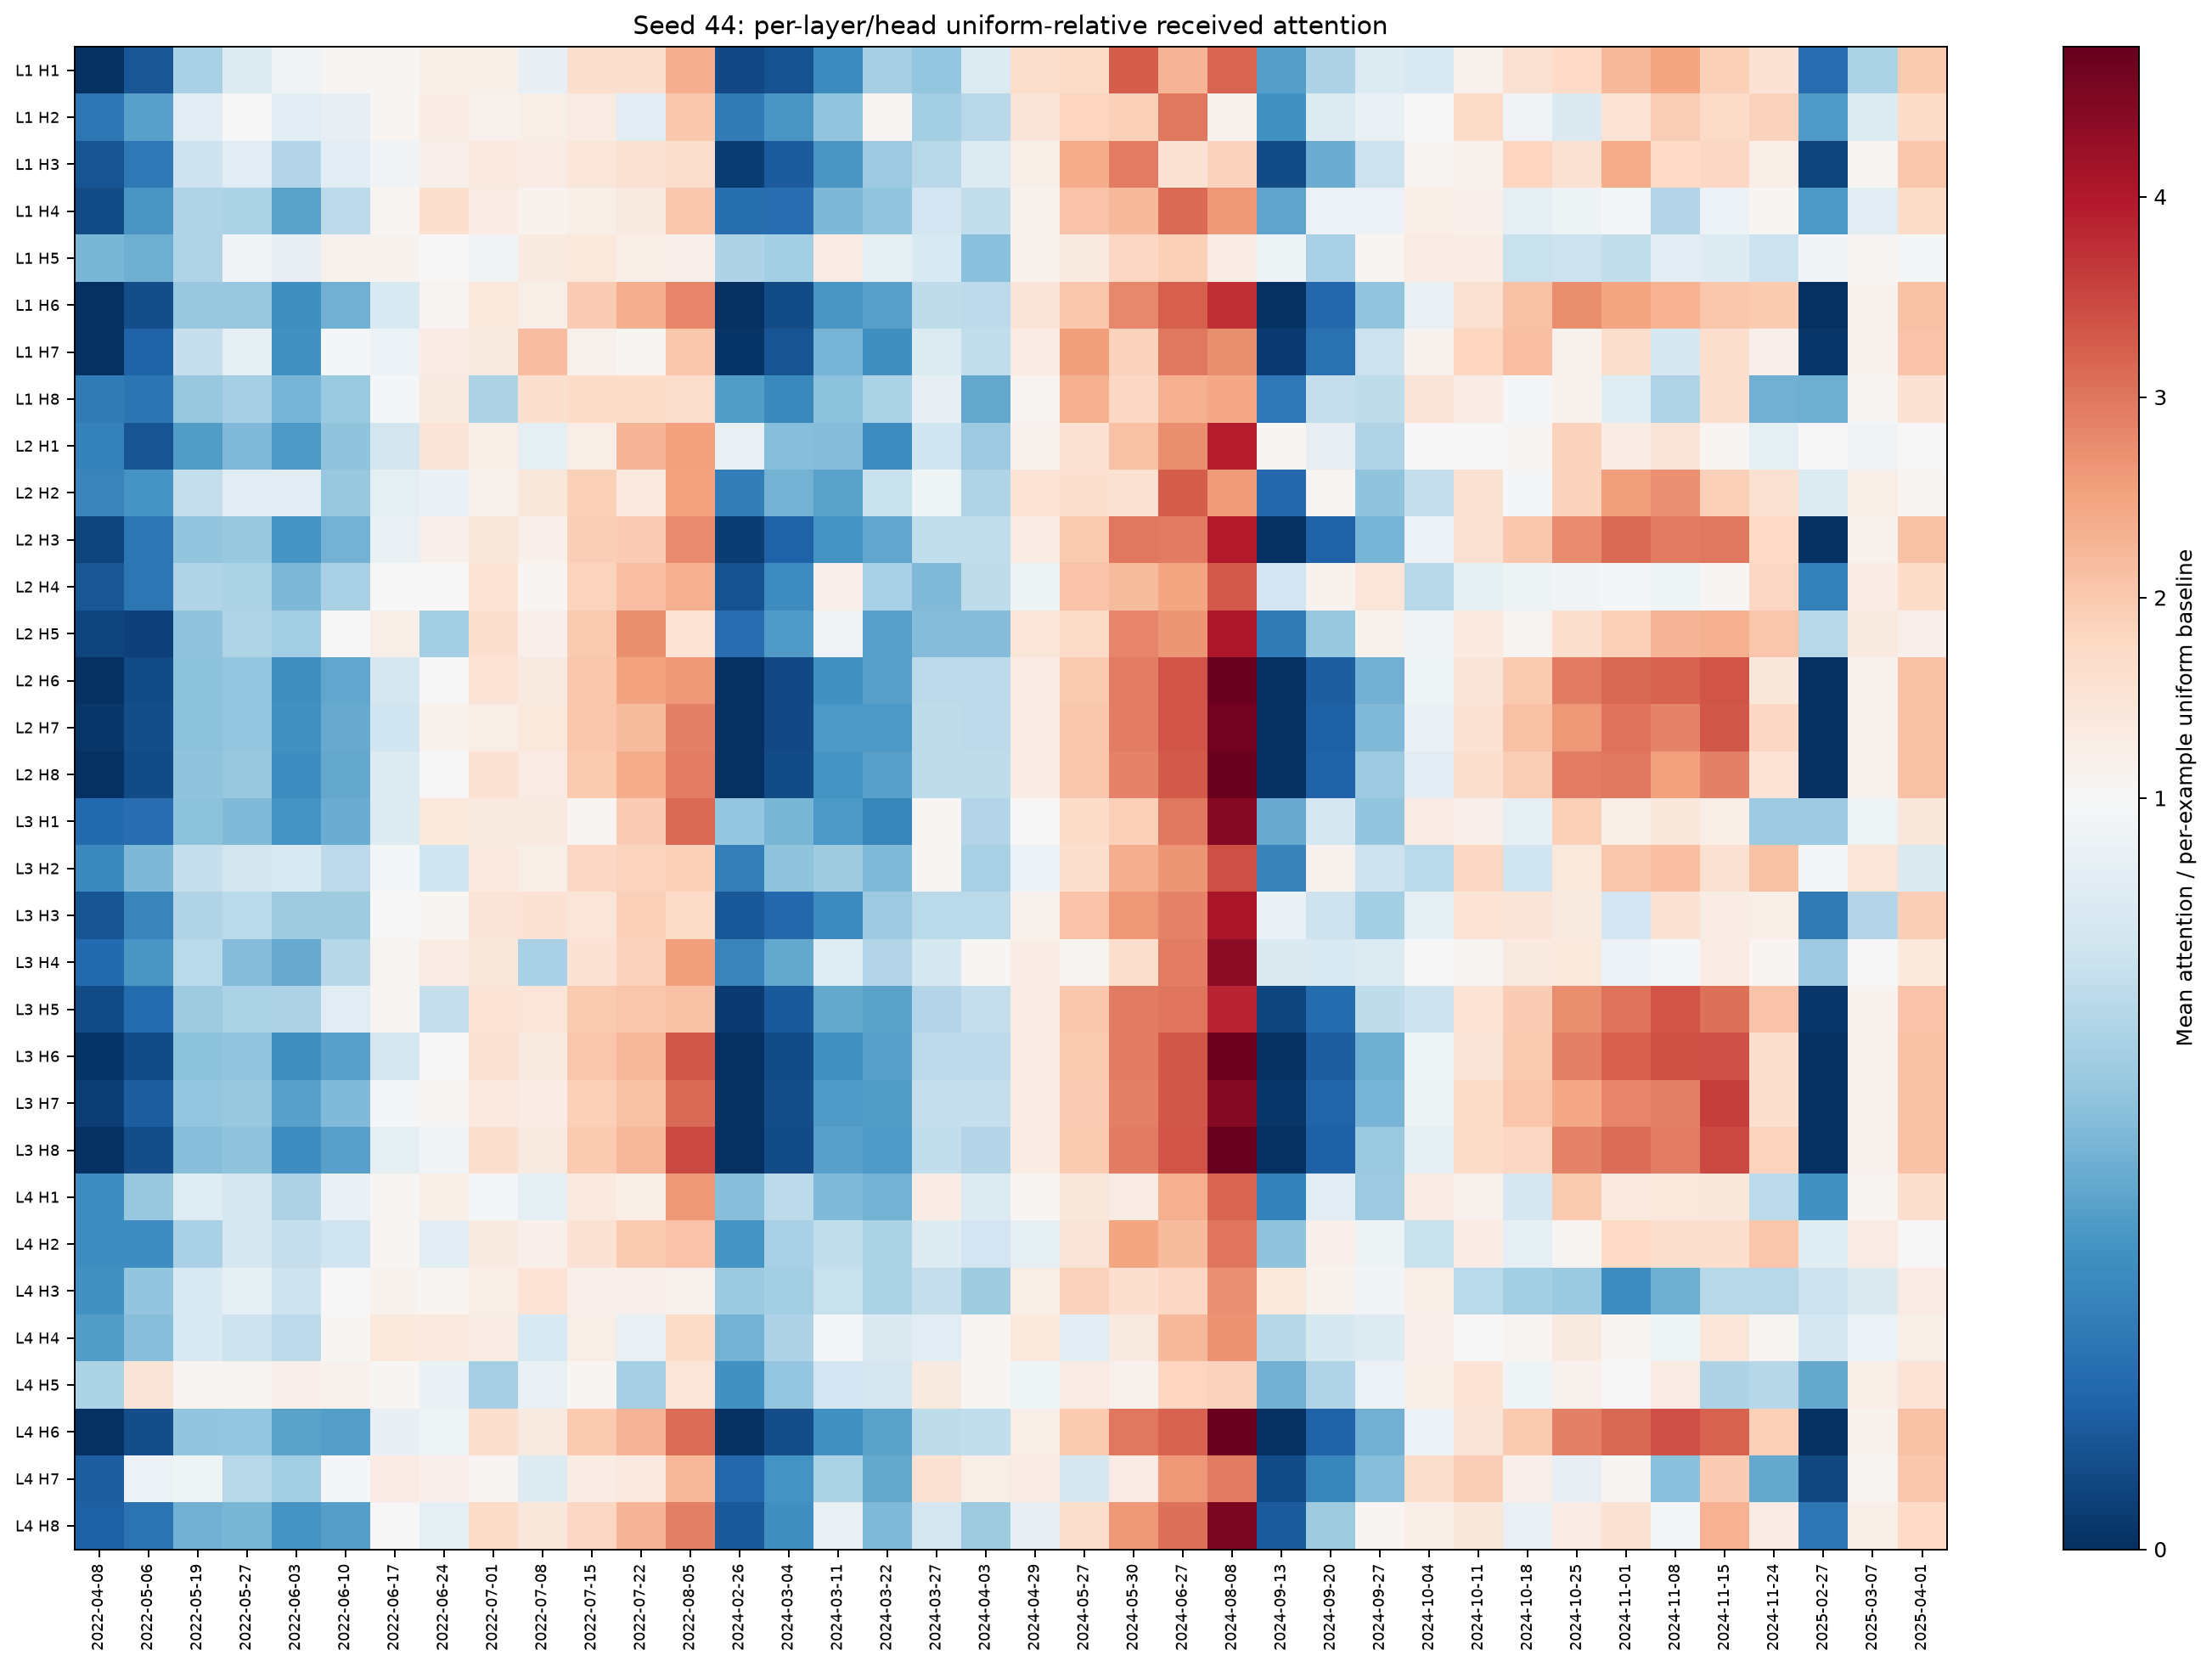 Seed 44: per-layer/head uniform-relative received attention
L1 H1
L1 H2
L1 H3
L1 H4
L1 H5
L1 H6
L1 H7
L1 H8
L2 H1
L2 H2
L2 H3
L2 H4
L2 H5
L2 H6
L2 H7
L2 H8
L3 H1
L3 H2
L3 H3
L3 H4
L3 H5
L3 H6
L3 H7
L3 H8
L4 H1
L4 H2
L4 H3
L4 H4
L4 H5
L4 H6
L4 H7
L4 H8
2022-04-08
2022-05-06
2022-05-19
2022-05-27
2022-06-03
2022-06-10
2022-06-17
2022-06-24
2022-07-01
2022-07-08
2022-07-15
2022-07-22
2022-08-05
2024-02-26
2024-03-04
2024-03-11
2024-03-22
2024-03-27
2024-04-03
2024-04-29
2024-05-27
2024-05-30
2024-06-27
2024-08-08
2024-09-13
2024-09-20
2024-09-27
2024-10-04
2024-10-11
2024-10-18
2024-10-25
2024-11-01
2024-11-08
2024-11-15
2024-11-24
2025-02-27
2025-03-07
2025-04-01
4
3
2
1
0
Mean attention / per-example uniform baseline